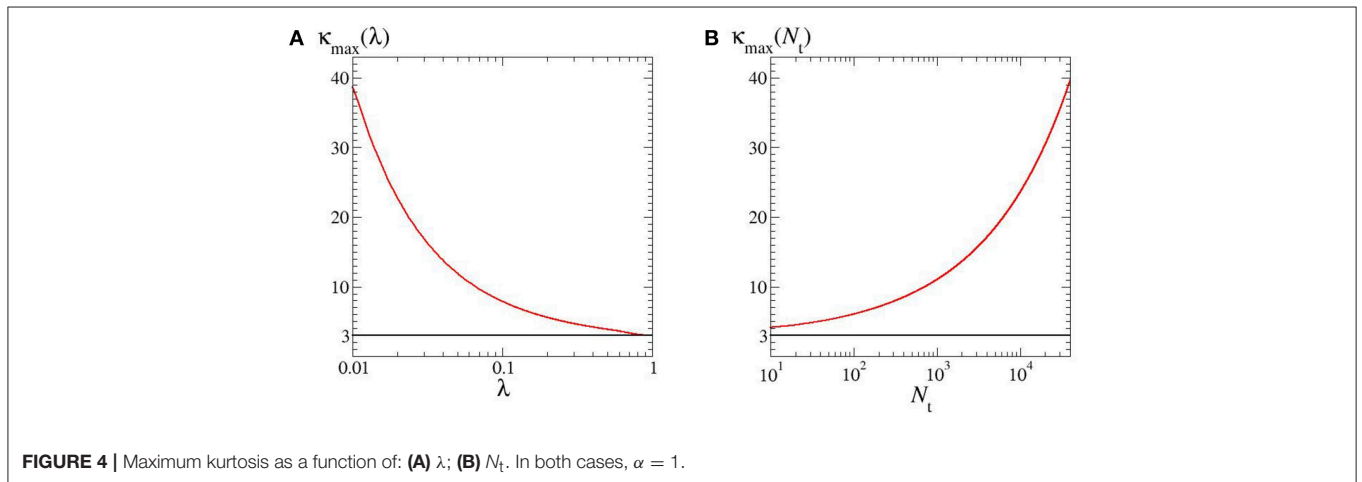 A κmax(λ)
40
30
20
10
3
0.01 0.1 1
λ
B κmax(Nt)
40
30
20
10
3
10¹ 10² 10³ 10⁴
Nt
FIGURE 4 | Maximum kurtosis as a function of: (A) λ; (B) Nt. In both cases, α = 1.